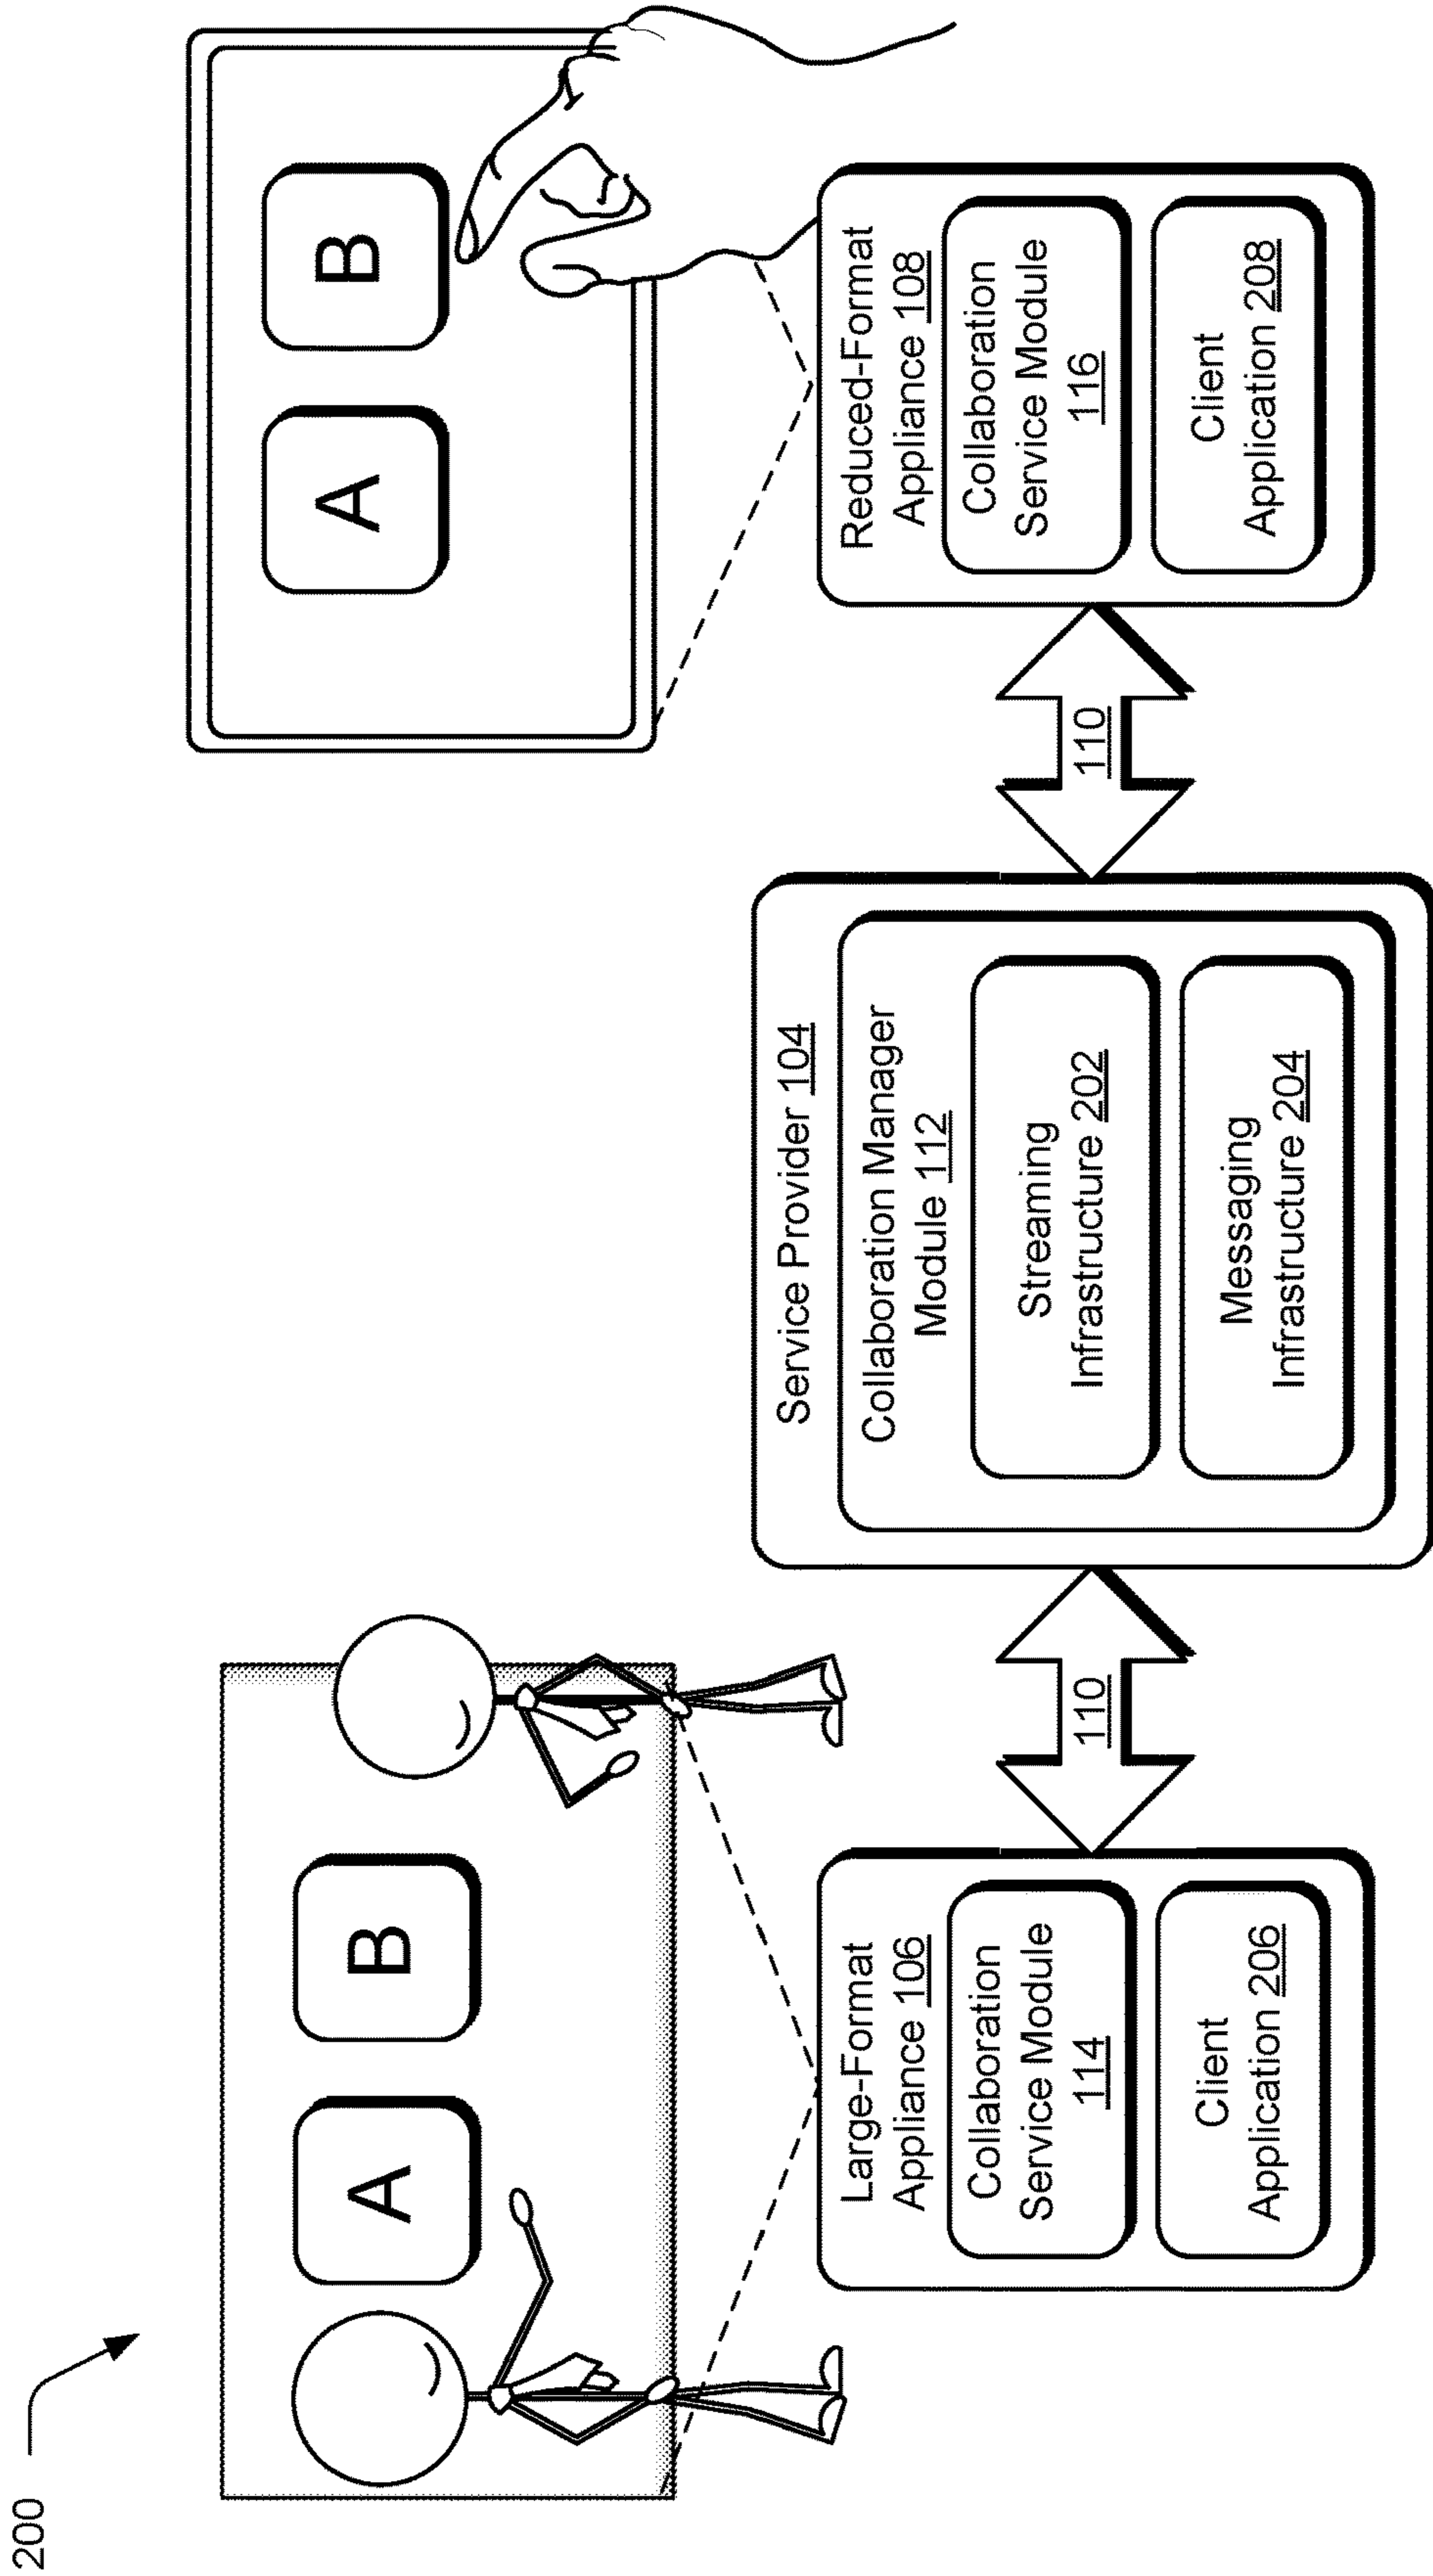 200
A
B
A
B
Large-Format
Appliance 106
Collaboration
Service Module
114
Client
Application 206
110
Service Provider 104
Collaboration Manager
Module 112
Streaming
Infrastructure 202
Messaging
Infrastructure 204
110
Reduced-Format
Appliance 108
Collaboration
Service Module
116
Client
Application 208